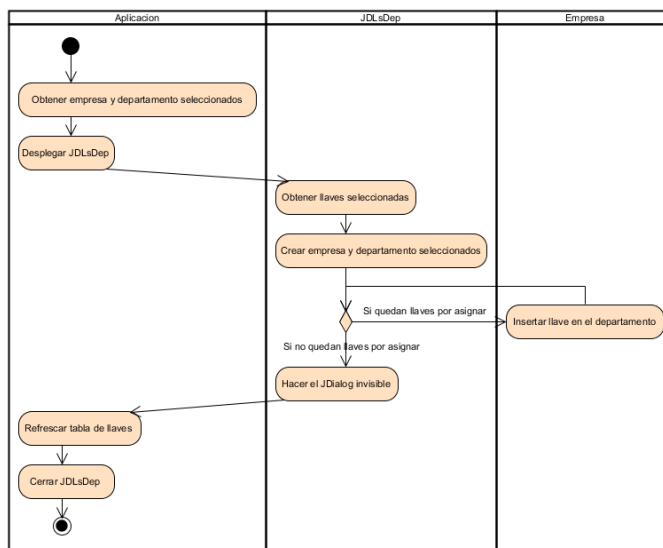 Aplicacion
JDLsDep
Empresa
Obtener empresa y departamento seleccionados
Desplegar JDLsDep
Obtener llaves seleccionadas
Crear empresa y departamento seleccionados
Si quedan llaves por asignar
Insertar llave en el departamento
Si no quedan llaves por asignar
Hacer el JDialog invisible
Refrescar tabla de llaves
Cerrar JDLsDep